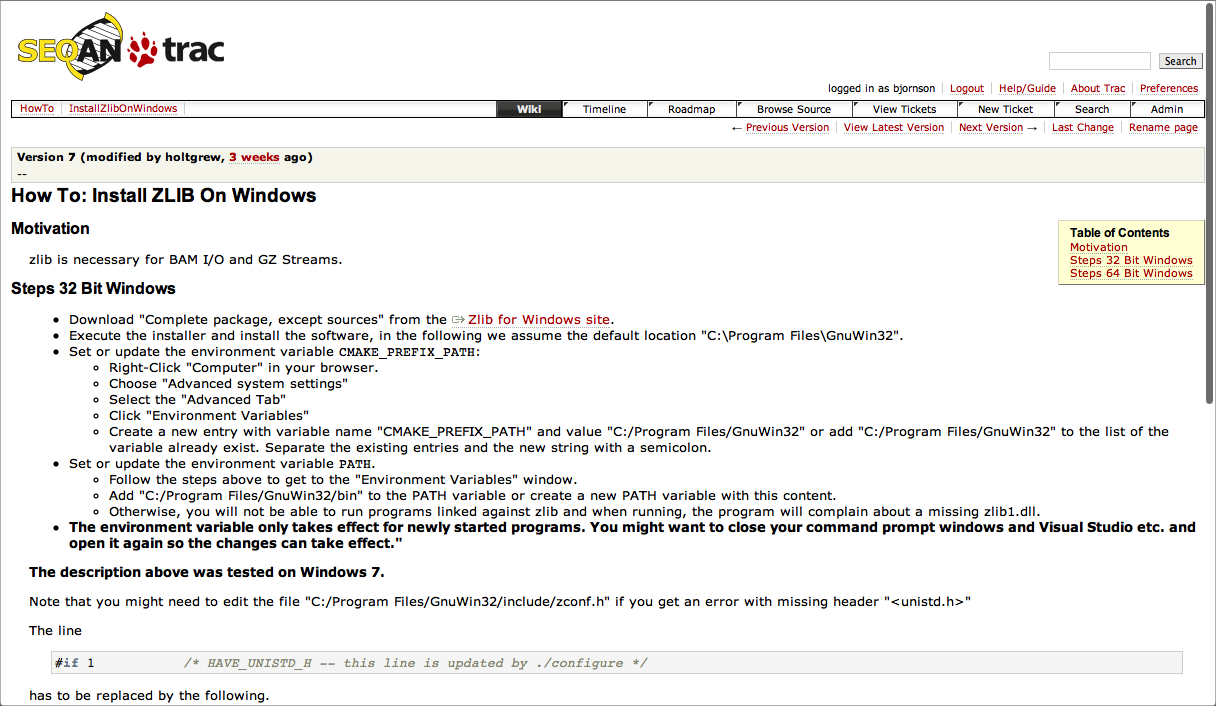 SEQAN trac
Search
logged in as bjornson Logout Help/Guide About Trac Preferences
HowTo InstallZlibOnWindows Wiki Timeline Roadmap Browse Source View Tickets New Ticket Search Admin
← Previous Version View Latest Version Next Version → Last Change Rename page
Version 7 (modified by holtgrew, 3 weeks ago)
--
How To: Install ZLIB On Windows
Motivation
Table of Contents
Motivation
Steps 32 Bit Windows
Steps 64 Bit Windows
zlib is necessary for BAM I/O and GZ Streams.
Steps 32 Bit Windows
• Download "Complete package, except sources" from the Zlib for Windows site.
• Execute the installer and install the software, in the following we assume the default location "C:\Program Files\GnuWin32".
• Set or update the environment variable CMAKE_PREFIX_PATH:
◦ Right-Click "Computer" in your browser.
◦ Choose "Advanced system settings"
◦ Select the "Advanced Tab"
◦ Click "Environment Variables"
◦ Create a new entry with variable name "CMAKE_PREFIX_PATH" and value "C:/Program Files/GnuWin32" or add "C:/Program Files/GnuWin32" to the list of the
variable already exist. Separate the existing entries and the new string with a semicolon.
• Set or update the environment variable PATH.
◦ Follow the steps above to get to the "Environment Variables" window.
◦ Add "C:/Program Files/GnuWin32/bin" to the PATH variable or create a new PATH variable with this content.
◦ Otherwise, you will not be able to run programs linked against zlib and when running, the program will complain about a missing zlib1.dll.
• The environment variable only takes effect for newly started programs. You might want to close your command prompt windows and Visual Studio etc. and
open it again so the changes can take effect."
The description above was tested on Windows 7.
Note that you might need to edit the file "C:/Program Files/GnuWin32/include/zconf.h" if you get an error with missing header "<unistd.h>"
The line
#if 1 /* HAVE_UNISTD_H -- this line is updated by ./configure */
has to be replaced by the following.